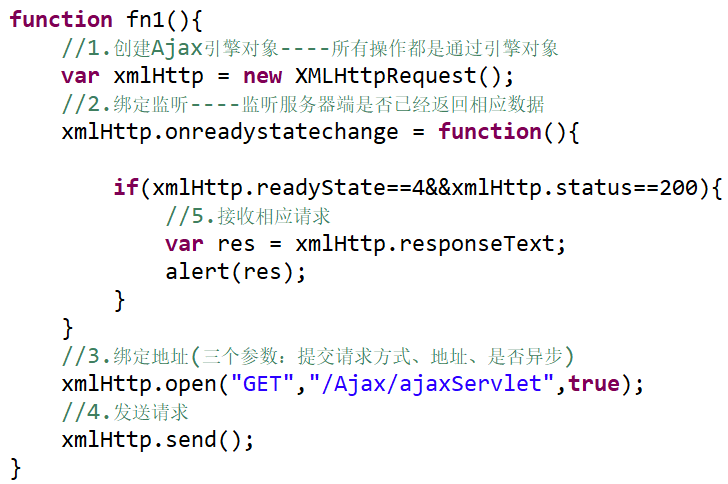 function fn1(){
//1.创建Ajax引擎对象----所有操作都是通过引擎对象
var xmlHttp = new XMLHttpRequest();
//2.绑定监听----监听服务器端是否已经返回相应数据
xmlHttp.onreadystatechange = function(){
if(xmlHttp.readyState==4&&xmlHttp.status==200){
//5.接收相应请求
var res = xmlHttp.responseText;
alert(res);
}
}
//3.绑定地址(三个参数：提交请求方式、地址、是否异步)
xmlHttp.open("GET","/Ajax/ajaxServlet",true);
//4.发送请求
xmlHttp.send();
}